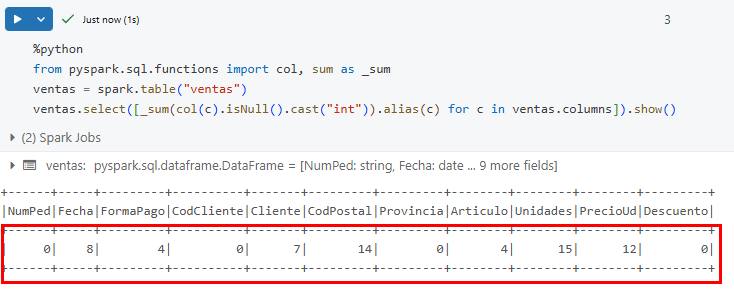 Just now (1s)
3
%python
from pyspark.sql.functions import col, sum as _sum
ventas = spark.table("ventas")
ventas.select([_sum(col(c).isNull().cast("int")).alias(c) for c in ventas.columns]).show()
(2) Spark Jobs
ventas: pyspark.sql.dataframe.DataFrame = [NumPed: string, Fecha: date ... 9 more fields]
+------+-----+---------+----------+-------+---------+---------+--------+--------+--------+---------+
|NumPed|Fecha|FormaPago|CodCliente|Cliente|CodPostal|Provincia|Articulo|Unidades|PrecioUd|Descuento|
+------+-----+---------+----------+-------+---------+---------+--------+--------+--------+---------+
|     0|    8|        4|         0|      7|       14|        0|       4|      15|      12|        0|
+------+-----+---------+----------+-------+---------+---------+--------+--------+--------+---------+